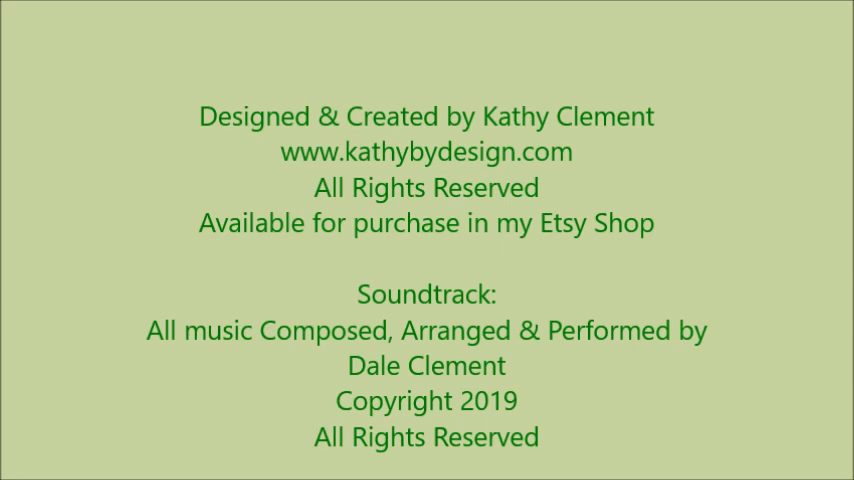 Designed & Created by Kathy Clement
www.kathybydesign.com
All Rights Reserved
Available for purchase in my Etsy Shop
Soundtrack:
All music Composed, Arranged & Performed by
Dale Clement
Copyright 2019
All Rights Reserved